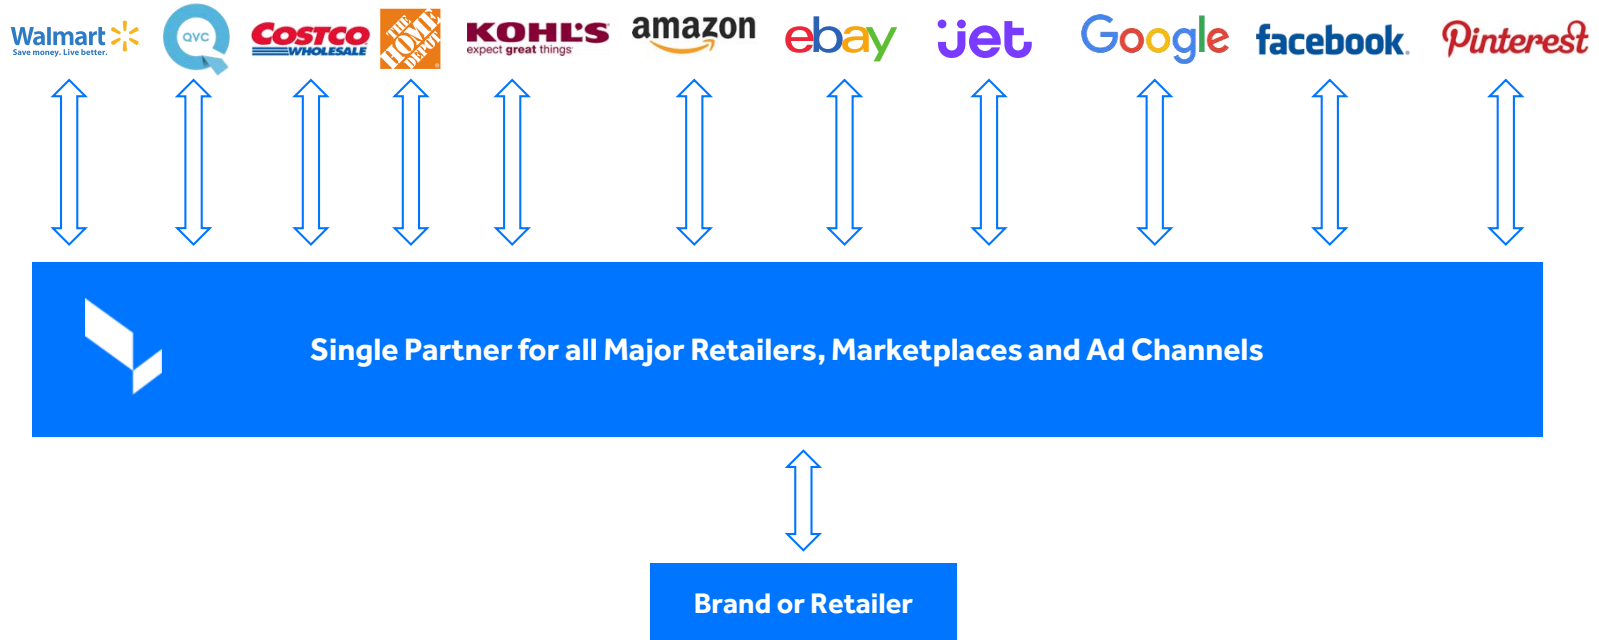 Walmart
Save money. Live better.
QVC
COSTCO
WHOLESALE
THE
HOME
DEPOT
KOHL'S
expect great things
amazon
ebay
jet
Google
facebook
Pinterest
Single Partner for all Major Retailers, Marketplaces and Ad Channels
Brand or Retailer